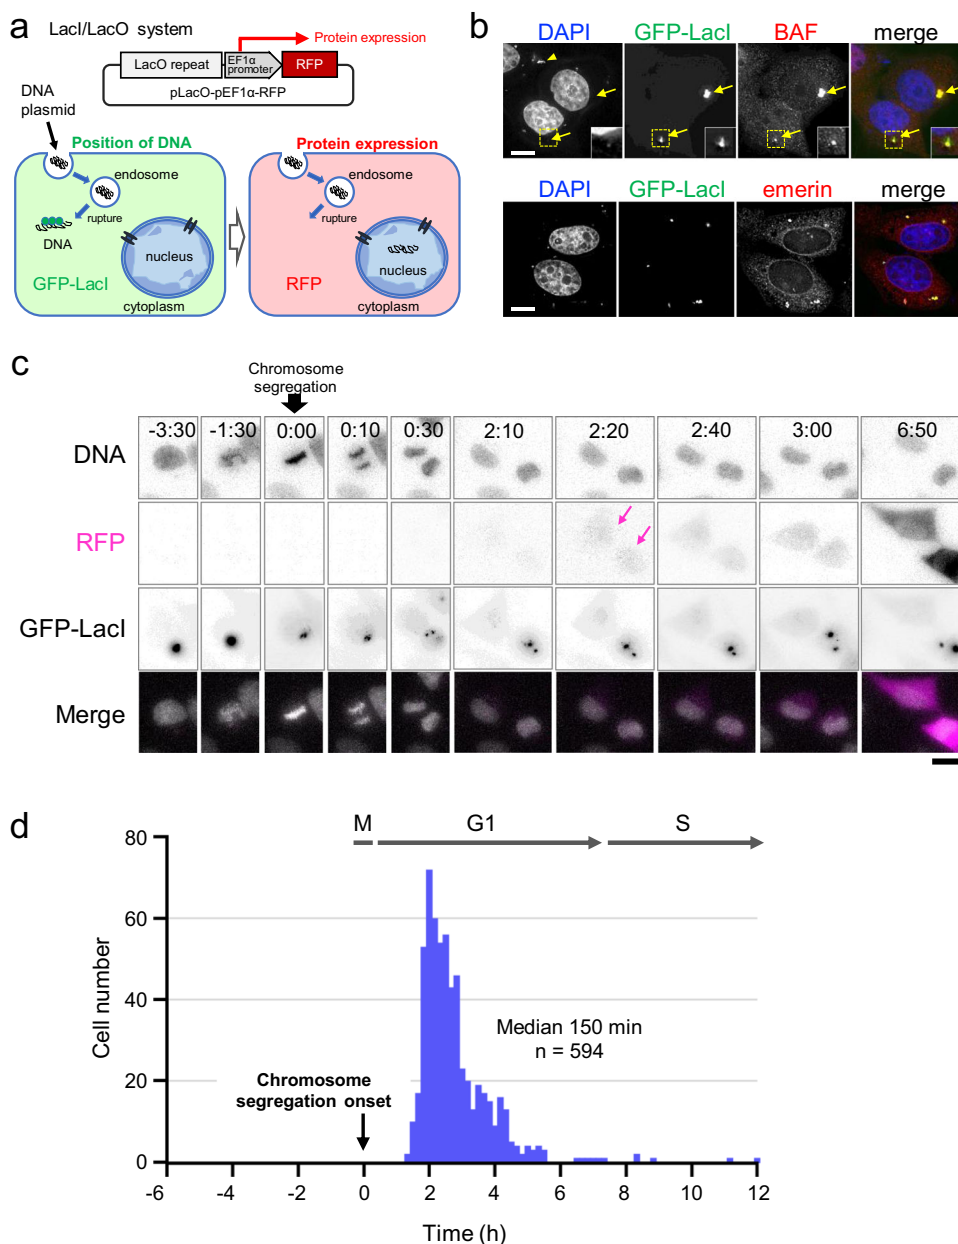 a
LacI/LacO system
Protein expression
LacO repeat
EF1α
promoter
RFP
pLacO-pEF1α-RFP
DNA
plasmid
Position of DNA
endosome
rupture
DNA
nucleus
GFP-LacI
cytoplasm
Protein expression
endosome
rupture
nucleus
RFP
cytoplasm
b
DAPI GFP-LacI BAF merge
DAPI GFP-LacI emerin merge
c
Chromosome
segregation
-3:30 -1:30 0:00 0:10 0:30 2:10 2:20 2:40 3:00 6:50
DNA
RFP
GFP-LacI
Merge
d
M G1 S
80
60
40
20
0
Cell number
Median 150 min
n = 594
Chromosome
segregation onset
-6 -4 -2 0 2 4 6 8 10 12
Time (h)